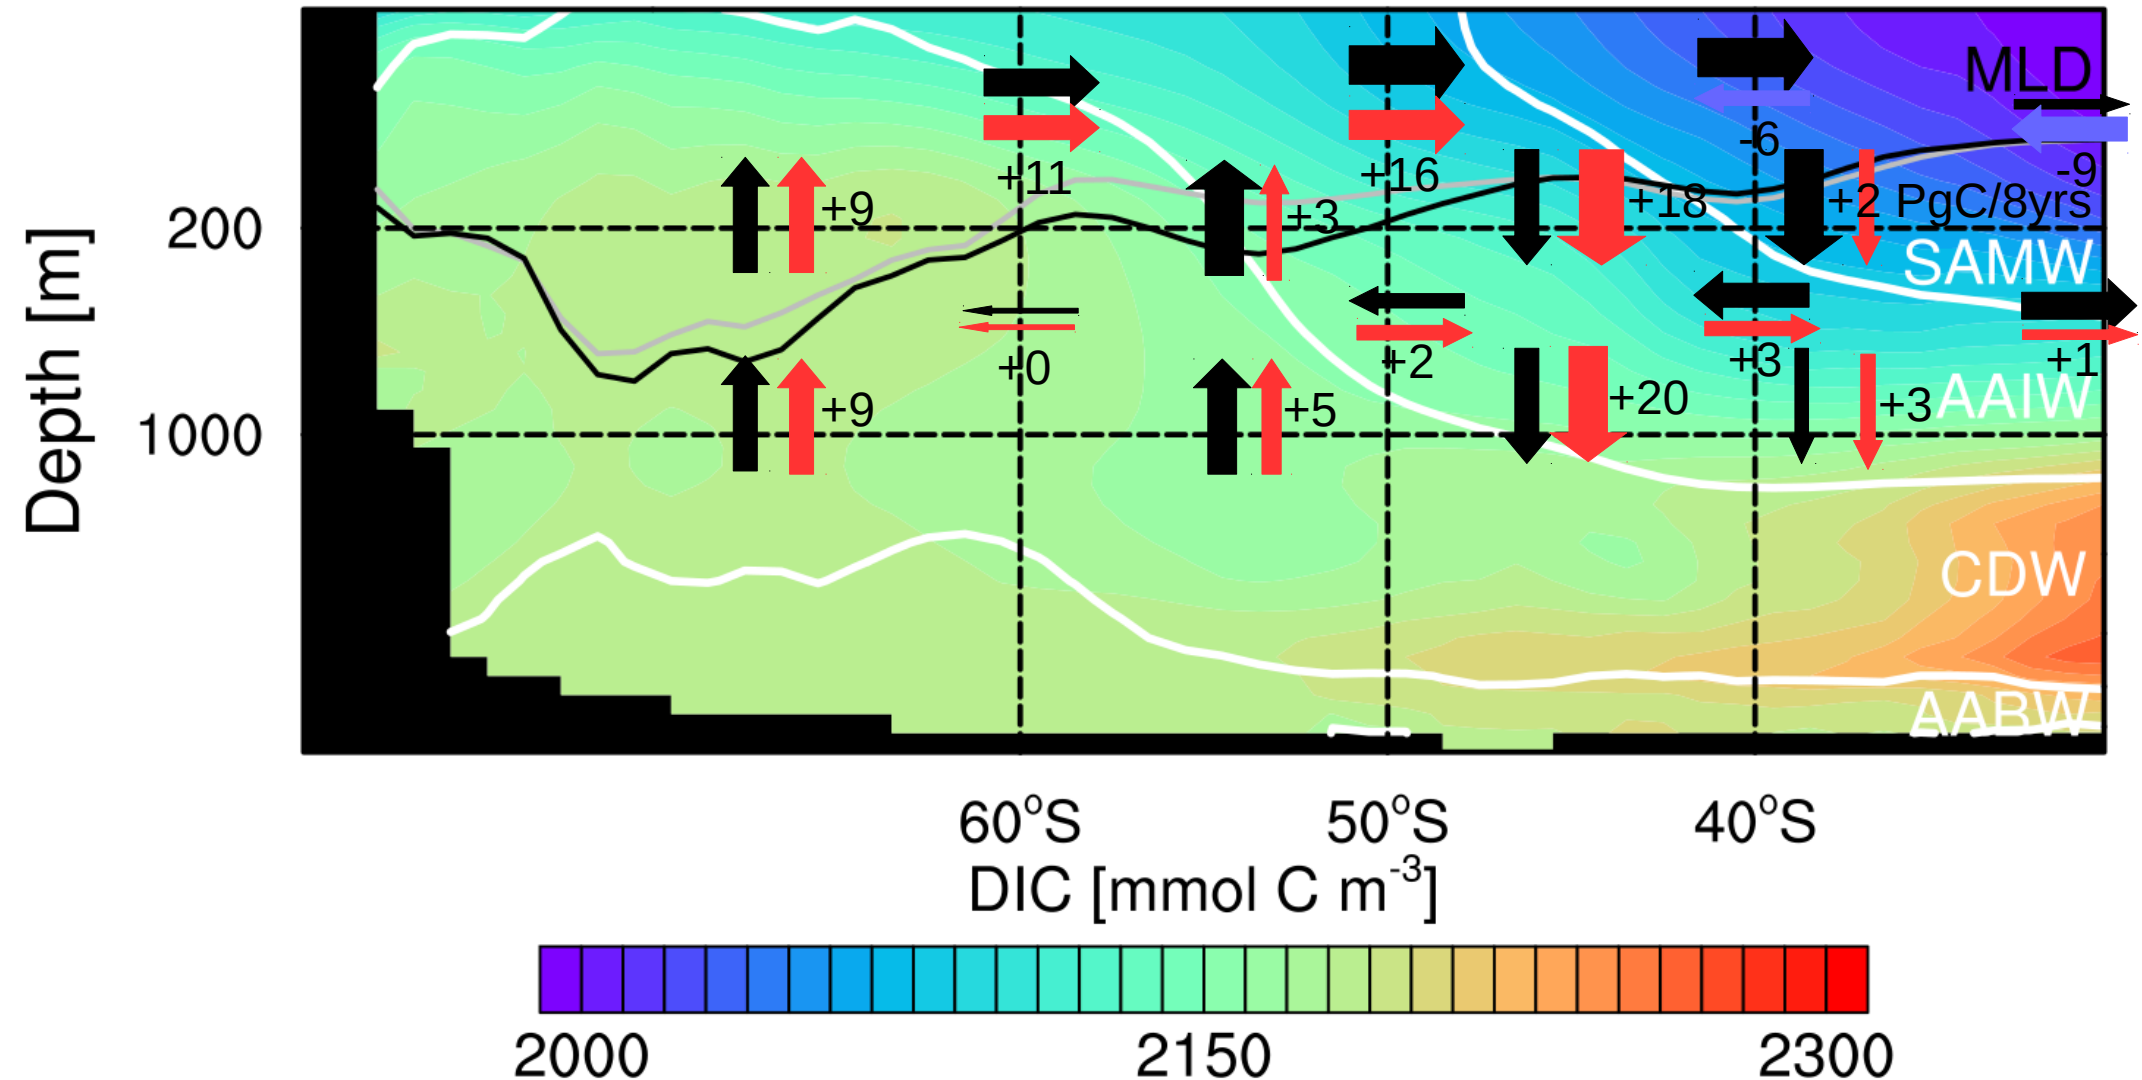 MLD
-6
+11
+16
-9
+9
+3
+18
+2 PgC/8yrs
200
SAMW
Depth [m]
+0
+2
+3
+1
+9
+5
+20
+3
AAIW
1000
CDW
AABW
60°S
50°S
40°S
DIC [mmol C m⁻³]
2000
2150
2300